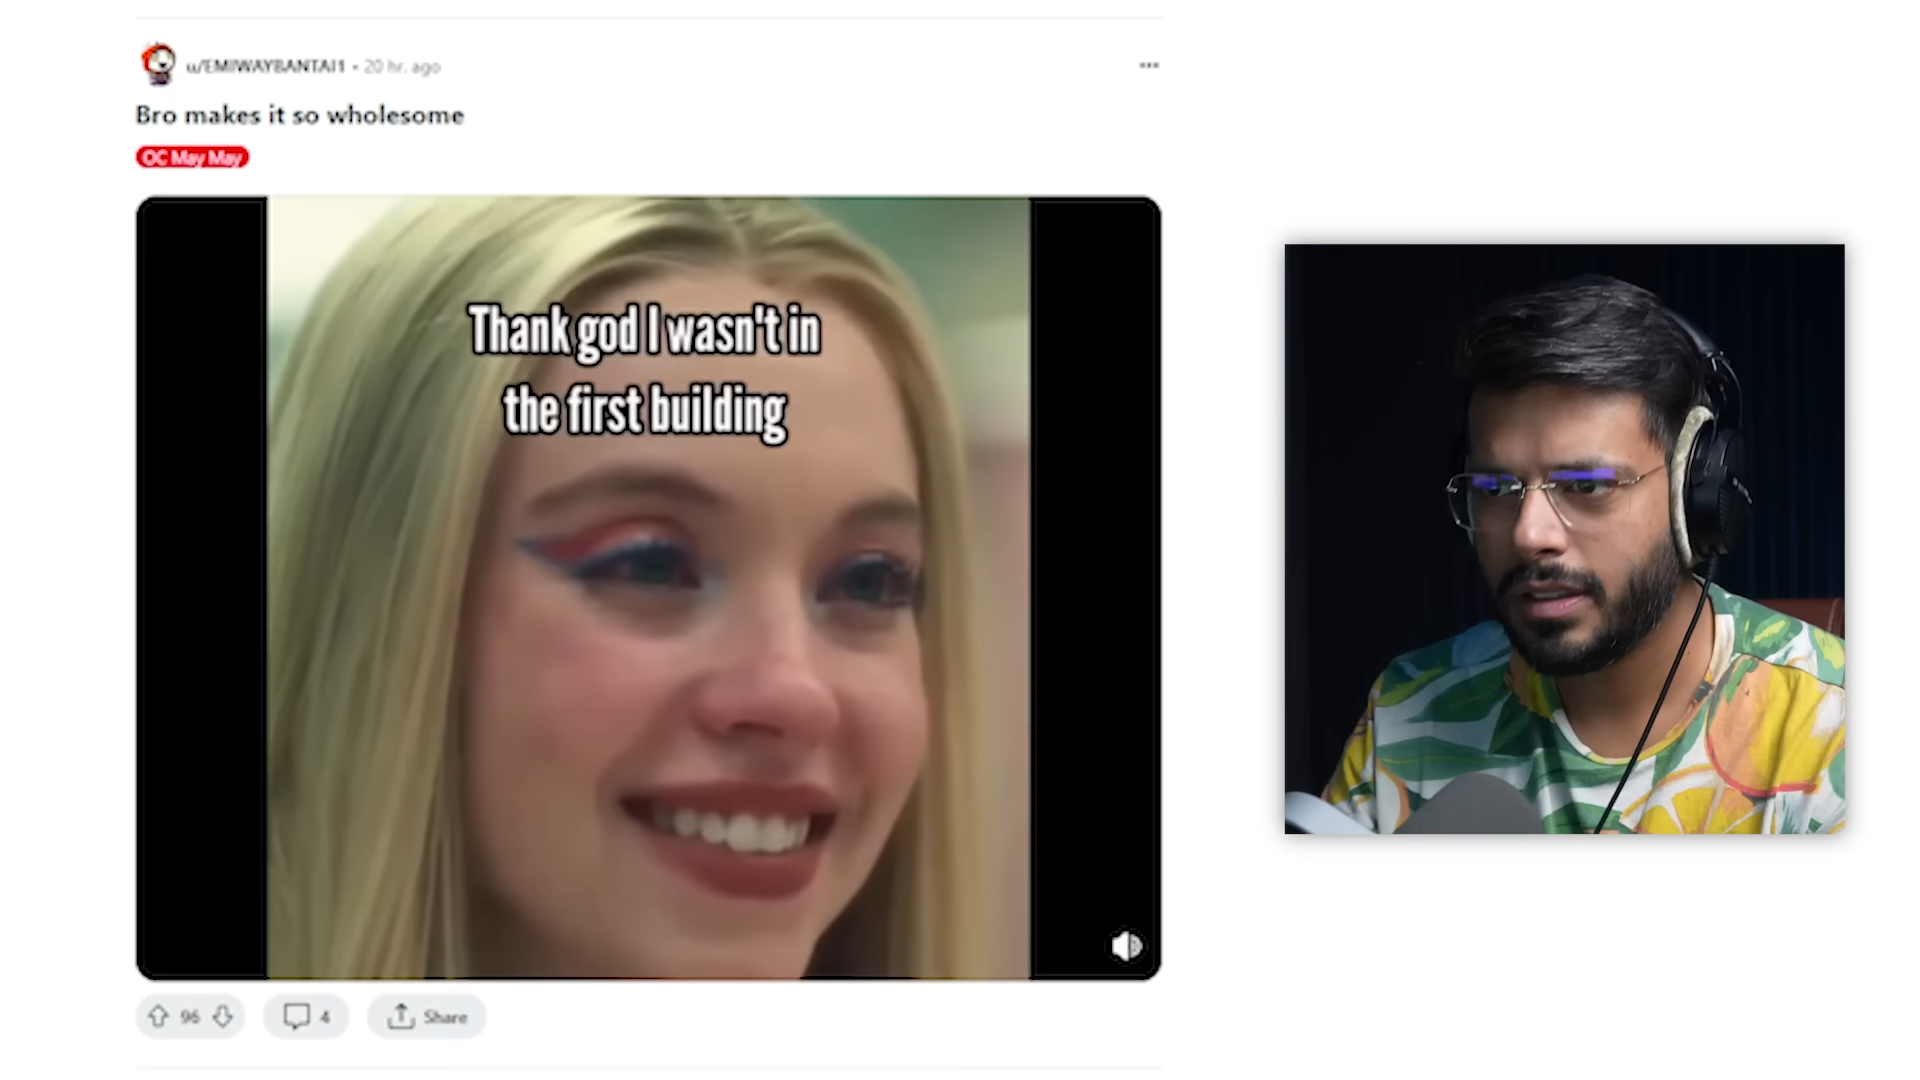 u/EMIWAYBANTAI1 • 20 hr. ago
Bro makes it so wholesome
OC May May
Thank god I wasn't in
the first building
96
4
Share